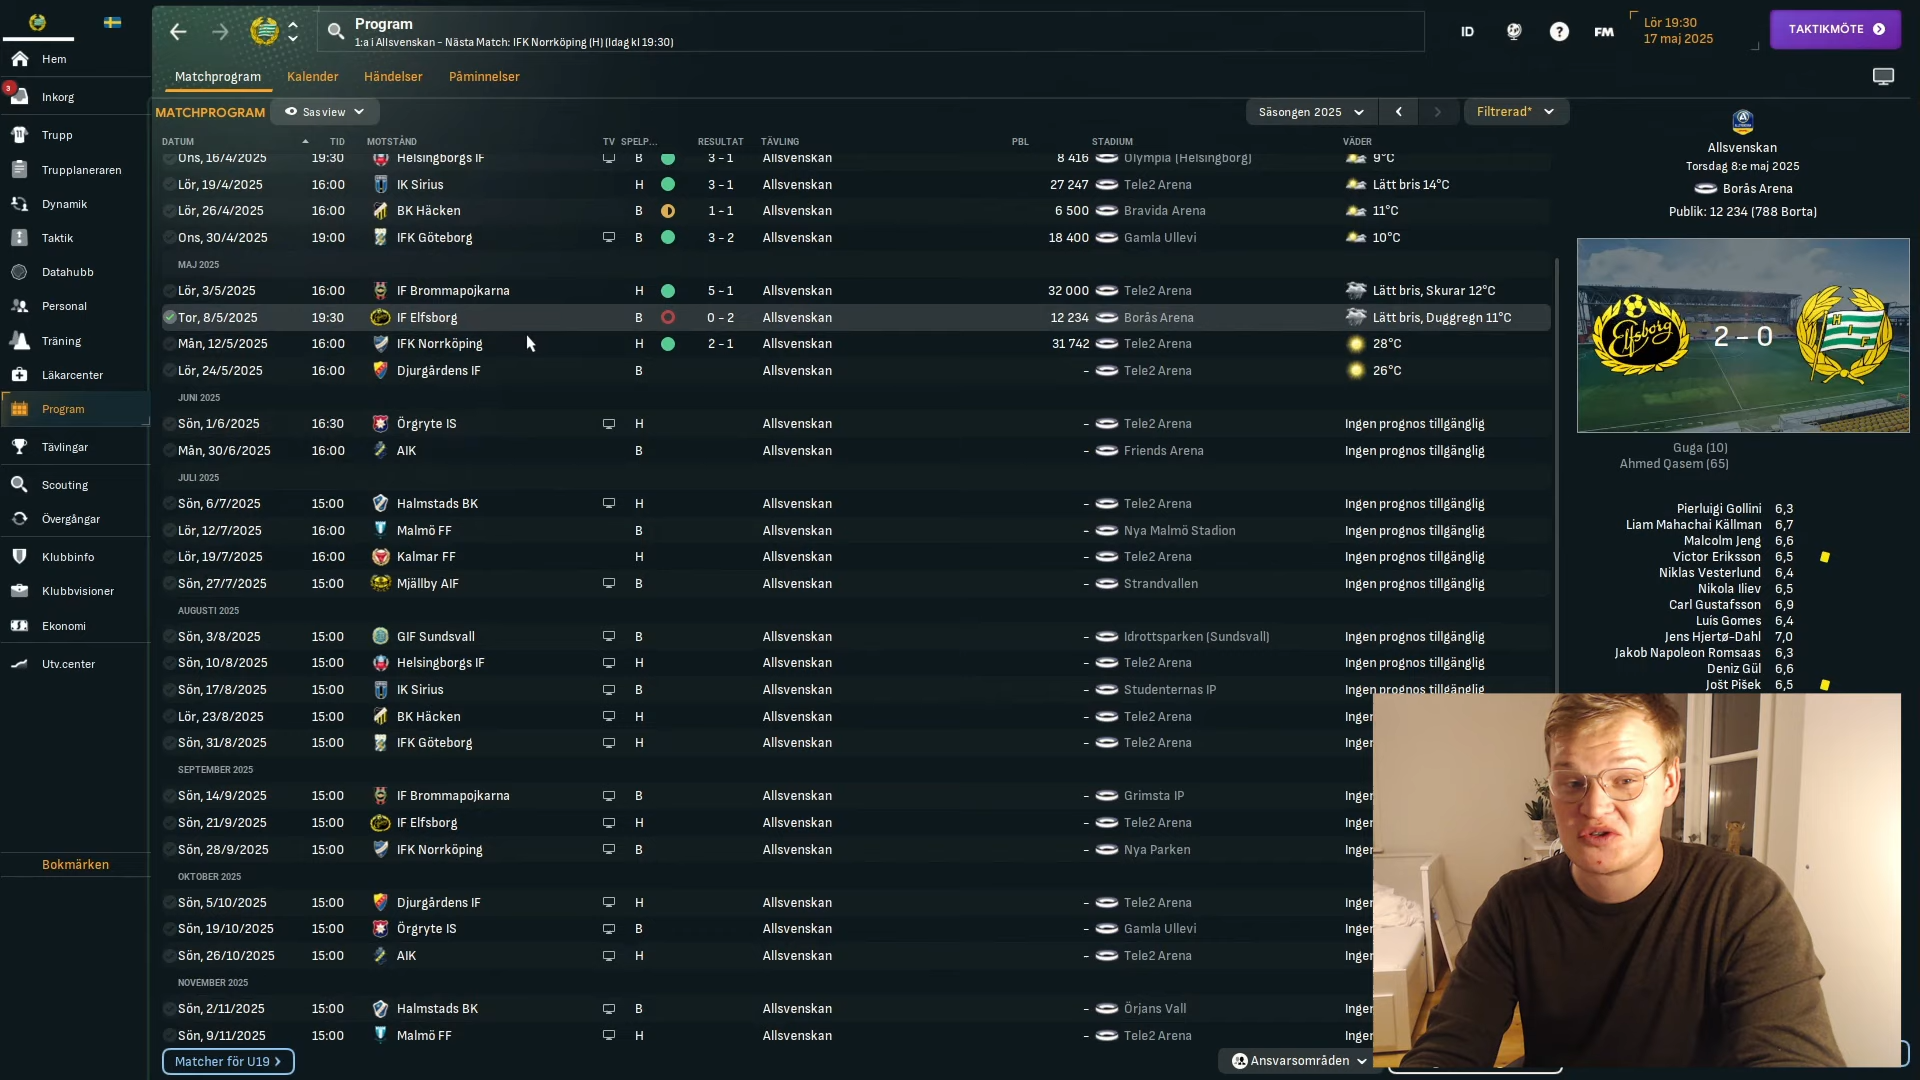 Program
1:a i Allsvenskan – Nästa Match: IFK Norrköping (H) (Idag kl 19:30)
ID
FM
Lör 19:30
17 maj 2025
TAKTIKMÖTE
3
Hem
Inkorg
Trupp
Trupplaneraren
Dynamik
Taktik
Datahubb
Personal
Träning
Läkarcenter
Program
Tävlingar
Scouting
Övergångar
Klubbinfo
Klubbvisioner
Ekonomi
Utv.center
Bokmärken
Matchprogram Kalender Händelser Påminnelser
MATCHPROGRAM Sasview Säsongen 2025 Filtrerad*
DATUM TID MOTSTÅND TV SPELP... RESULTAT TÄVLING PBL STADIUM VÄDER
Ons, 16/4/2025 19:30 Helsingborgs IF B 3 - 1 Allsvenskan 8 416 Olympia (Helsingborg) 9°C
Lör, 19/4/2025 16:00 IK Sirius H 3 - 1 Allsvenskan 27 247 Tele2 Arena Lätt bris 14°C
Lör, 26/4/2025 16:00 BK Häcken B 1 - 1 Allsvenskan 6 500 Bravida Arena 11°C
Ons, 30/4/2025 19:00 IFK Göteborg B 3 - 2 Allsvenskan 18 400 Gamla Ullevi 10°C
MAJ 2025
Lör, 3/5/2025 16:00 IF Brommapojkarna H 5 - 1 Allsvenskan 32 000 Tele2 Arena Lätt bris, Skurar 12°C
Tor, 8/5/2025 19:30 IF Elfsborg B 0 - 2 Allsvenskan 12 234 Borås Arena Lätt bris, Duggregn 11°C
Mån, 12/5/2025 16:00 IFK Norrköping H 2 - 1 Allsvenskan 31 742 Tele2 Arena 28°C
Lör, 24/5/2025 16:00 Djurgårdens IF B Allsvenskan - Tele2 Arena 26°C
JUNI 2025
Sön, 1/6/2025 16:30 Örgryte IS H Allsvenskan - Tele2 Arena Ingen prognos tillgänglig
Mån, 30/6/2025 16:00 AIK B Allsvenskan - Friends Arena Ingen prognos tillgänglig
JULI 2025
Sön, 6/7/2025 15:00 Halmstads BK H Allsvenskan - Tele2 Arena Ingen prognos tillgänglig
Lör, 12/7/2025 16:00 Malmö FF B Allsvenskan - Nya Malmö Stadion Ingen prognos tillgänglig
Lör, 19/7/2025 16:00 Kalmar FF H Allsvenskan - Tele2 Arena Ingen prognos tillgänglig
Sön, 27/7/2025 15:00 Mjällby AIF B Allsvenskan - Strandvallen Ingen prognos tillgänglig
AUGUSTI 2025
Sön, 3/8/2025 15:00 GIF Sundsvall B Allsvenskan - Idrottsparken (Sundsvall) Ingen prognos tillgänglig
Sön, 10/8/2025 15:00 Helsingborgs IF H Allsvenskan - Tele2 Arena Ingen prognos tillgänglig
Sön, 17/8/2025 15:00 IK Sirius B Allsvenskan - Studenternas IP Ingen prognos tillgänglig
Lör, 23/8/2025 15:00 BK Häcken H Allsvenskan - Tele2 Arena Inger
Sön, 31/8/2025 15:00 IFK Göteborg H Allsvenskan - Tele2 Arena Inger
SEPTEMBER 2025
Sön, 14/9/2025 15:00 IF Brommapojkarna B Allsvenskan - Grimsta IP Inger
Sön, 21/9/2025 15:00 IF Elfsborg H Allsvenskan - Tele2 Arena Inger
Sön, 28/9/2025 15:00 IFK Norrköping B Allsvenskan - Nya Parken Inger
OKTOBER 2025
Sön, 5/10/2025 15:00 Djurgårdens IF H Allsvenskan - Tele2 Arena Inger
Sön, 19/10/2025 15:00 Örgryte IS B Allsvenskan - Gamla Ullevi Inger
Sön, 26/10/2025 15:00 AIK H Allsvenskan - Tele2 Arena Inger
NOVEMBER 2025
Sön, 2/11/2025 15:00 Halmstads BK B Allsvenskan - Örjans Vall Inger
Sön, 9/11/2025 15:00 Malmö FF H Allsvenskan - Tele2 Arena Inger
Matcher för U19 Ansvarsområden
Allsvenskan
Torsdag 8:e maj 2025
Borås Arena
Publik: 12 234 (788 Borta)
Elfsborg 2 - 0 HIF
Guga (10)
Ahmed Qasem (65)
Pierluigi Gollini 6,3
Liam Mahachai Källman 6,7
Malcolm Jeng 6,6
Victor Eriksson 6,5
Niklas Vesterlund 6,4
Nikola Iliev 6,5
Carl Gustafsson 6,9
Luís Gomes 6,4
Jens Hjertø-Dahl 7,0
Jakob Napoleon Romsaas 6,3
Deniz Gül 6,6
Jošt Pišek 6,5